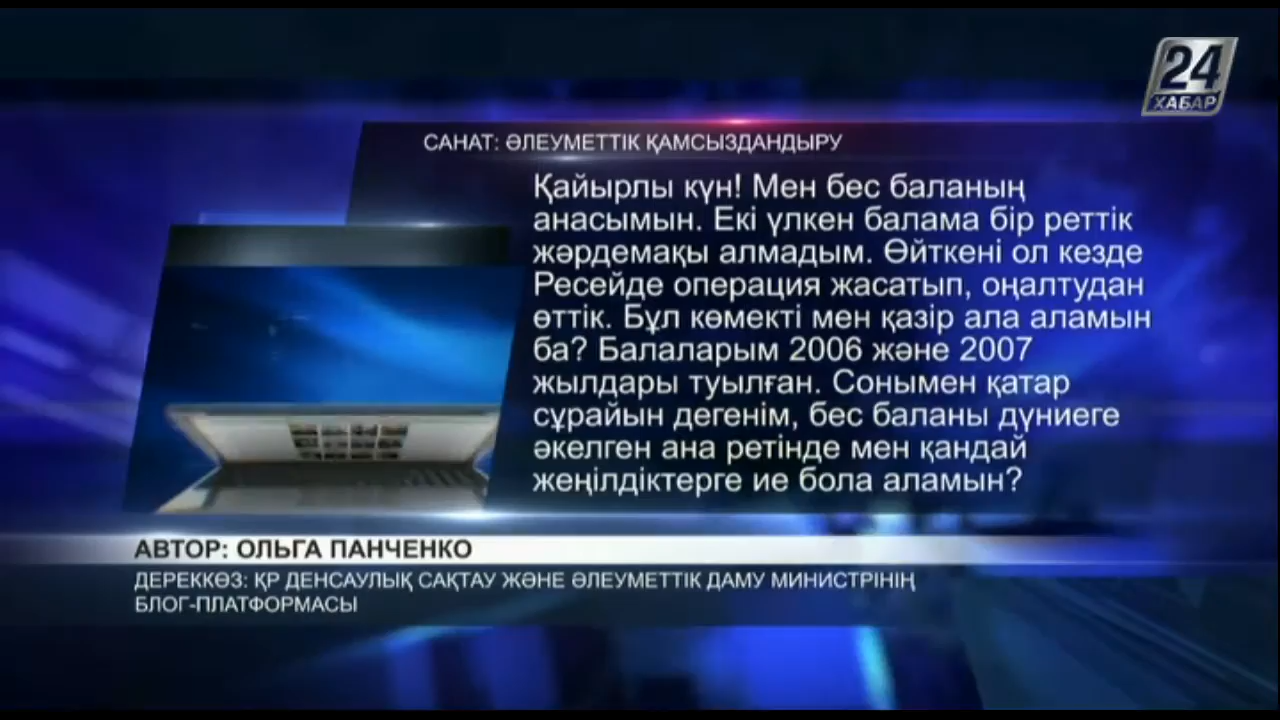 24
ХАБАР
САНАТ: ӘЛЕУМЕТТІК ҚАМСЫЗДАНДЫРУ
Қайырлы күн! Мен бес баланың
анасымын. Екі үлкен балама бір реттік
жәрдемақы алмадым. Өйткені ол кезде
Ресейде операция жасатып, оңалтудан
өттік. Бұл көмекті мен қазір ала аламын
ба? Балаларым 2006 және 2007
жылдары туылған. Сонымен қатар
сұрайын дегенім, бес баланы дүниеге
әкелген ана ретінде мен қандай
жеңілдіктерге ие бола аламын?
АВТОР: ОЛЬГА ПАНЧЕНКО
ДЕРЕККӨЗ: ҚР ДЕНСАУЛЫҚ САҚТАУ ЖӘНЕ ӘЛЕУМЕТТІК ДАМУ МИНИСТРІНІҢ
БЛОГ-ПЛАТФОРМАСЫ